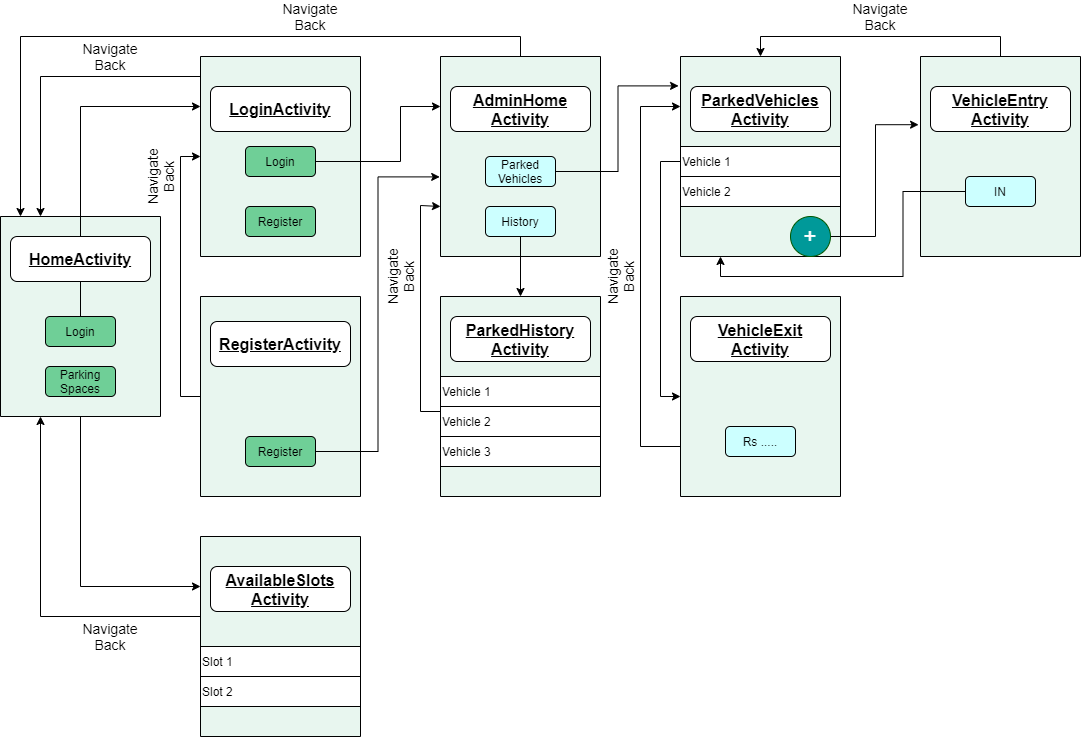 Navigate
Back
Navigate
Back
Navigate
Back
LoginActivity
Login
Register
AdminHome
Activity
Parked
Vehicles
History
ParkedVehicles
Activity
Vehicle 1
Vehicle 2
+
VehicleEntry
Activity
IN
Navigate
Back
HomeActivity
Login
Parking
Spaces
RegisterActivity
Register
Navigate
Back
ParkedHistory
Activity
Vehicle 1
Vehicle 2
Vehicle 3
Navigate
Back
VehicleExit
Activity
Rs .....
AvailableSlots
Activity
Slot 1
Slot 2
Navigate
Back